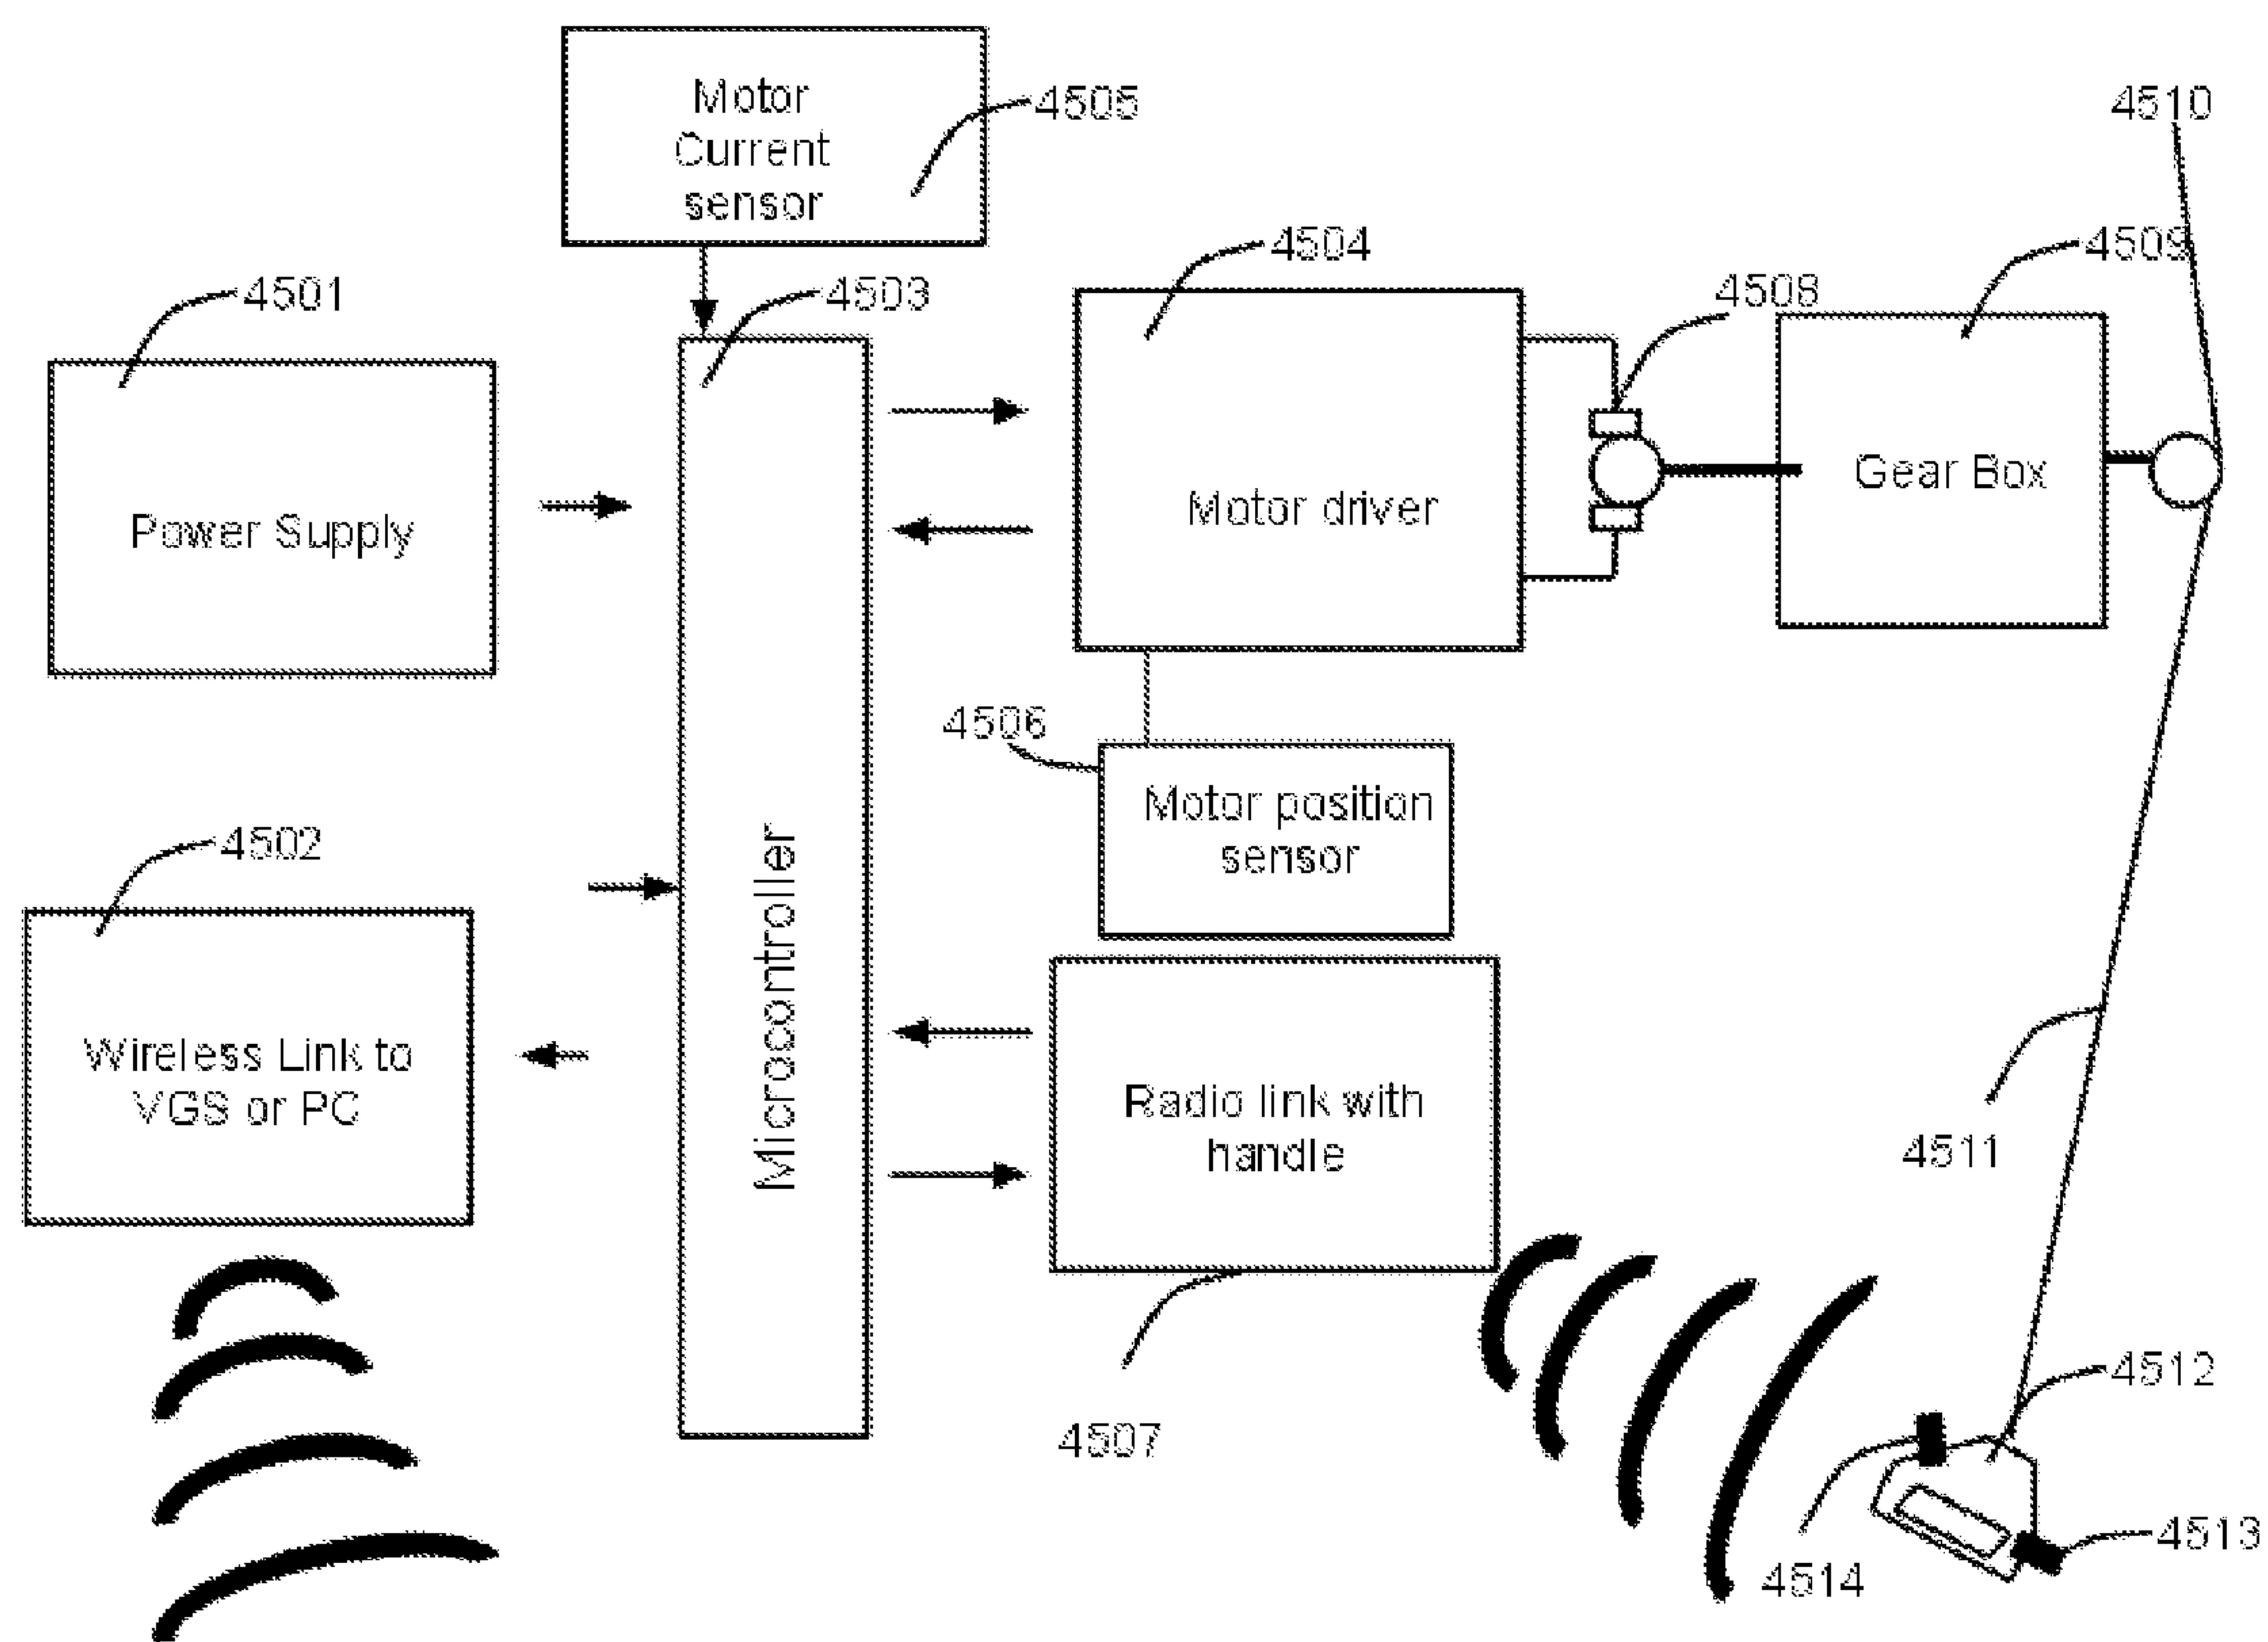 Motor
Current
sensor
4505
4510
4504
4509
4508
4501
4503
Power Supply
Motor driver
Gear Box
4506
Motor position
sensor
4502
Microcontroller
Wireless Link to
VGS or PC
Radio link with
handle
4511
4507
4512
4513
4514